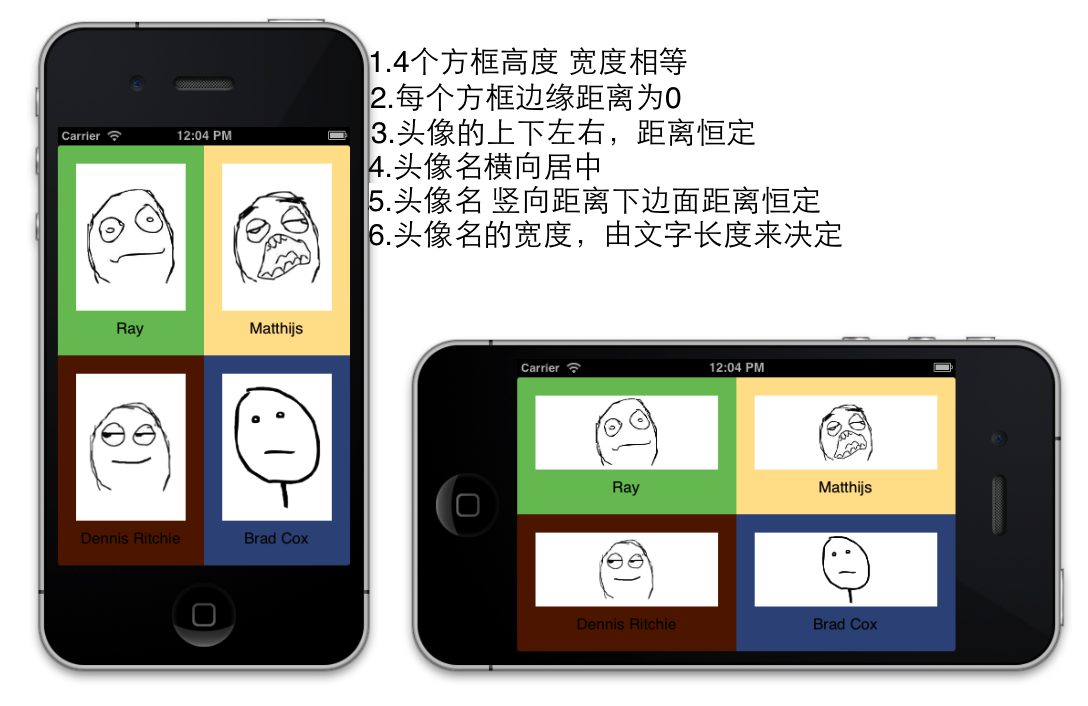 1.4个方框高度 宽度相等
2.每个方框边缘距离为0
3.头像的上下左右，距离恒定
4.头像名横向居中
5.头像名 竖向距离下边面距离恒定
6.头像名的宽度，由文字长度来决定
Carrier 12:04 PM
Ray Matthijs
Dennis Ritchie Brad Cox
Carrier 12:04 PM
Ray Matthijs
Dennis Ritchie Brad Cox